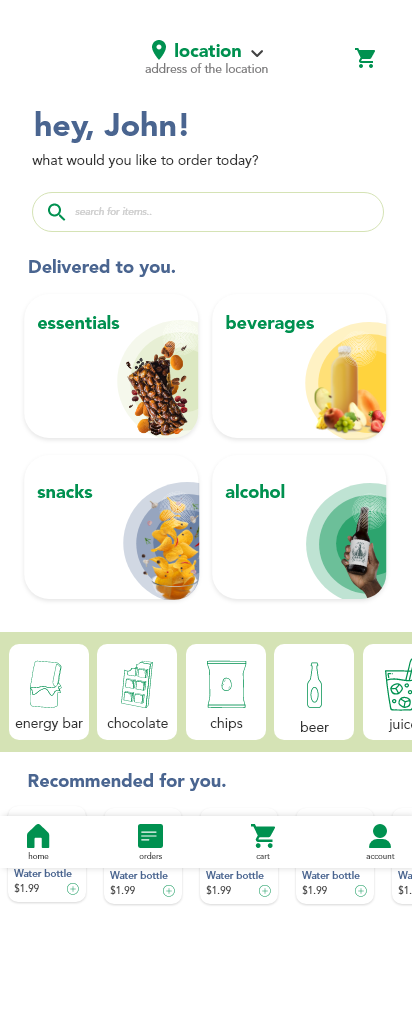 location
address of the location
hey, John!
what would you like to order today?
search for items..
Delivered to you.
essentials
beverages
snacks
alcohol
energy bar
chocolate
chips
beer
juice
Recommended for you.
home
orders
cart
account
Water bottle
Water bottle
Water bottle
Water bottle
Wa
$1.99
$1.99
$1.99
$1.99
$1.